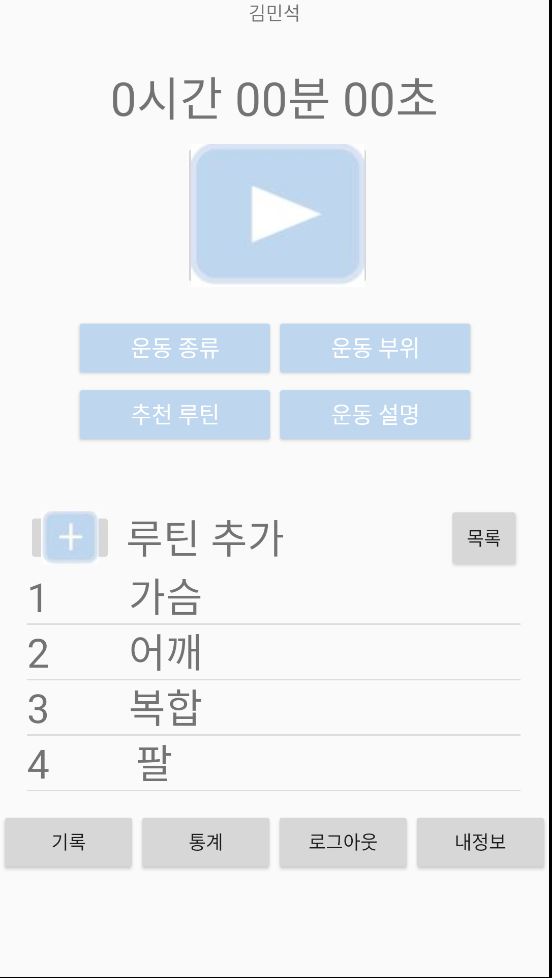 김민석
0시간 00분 00초
운동 종류 운동 부위
추천 루틴 운동 설명
루틴 추가 목록
1 가슴
2 어깨
3 복합
4 팔
기록 통계 로그아웃 내정보